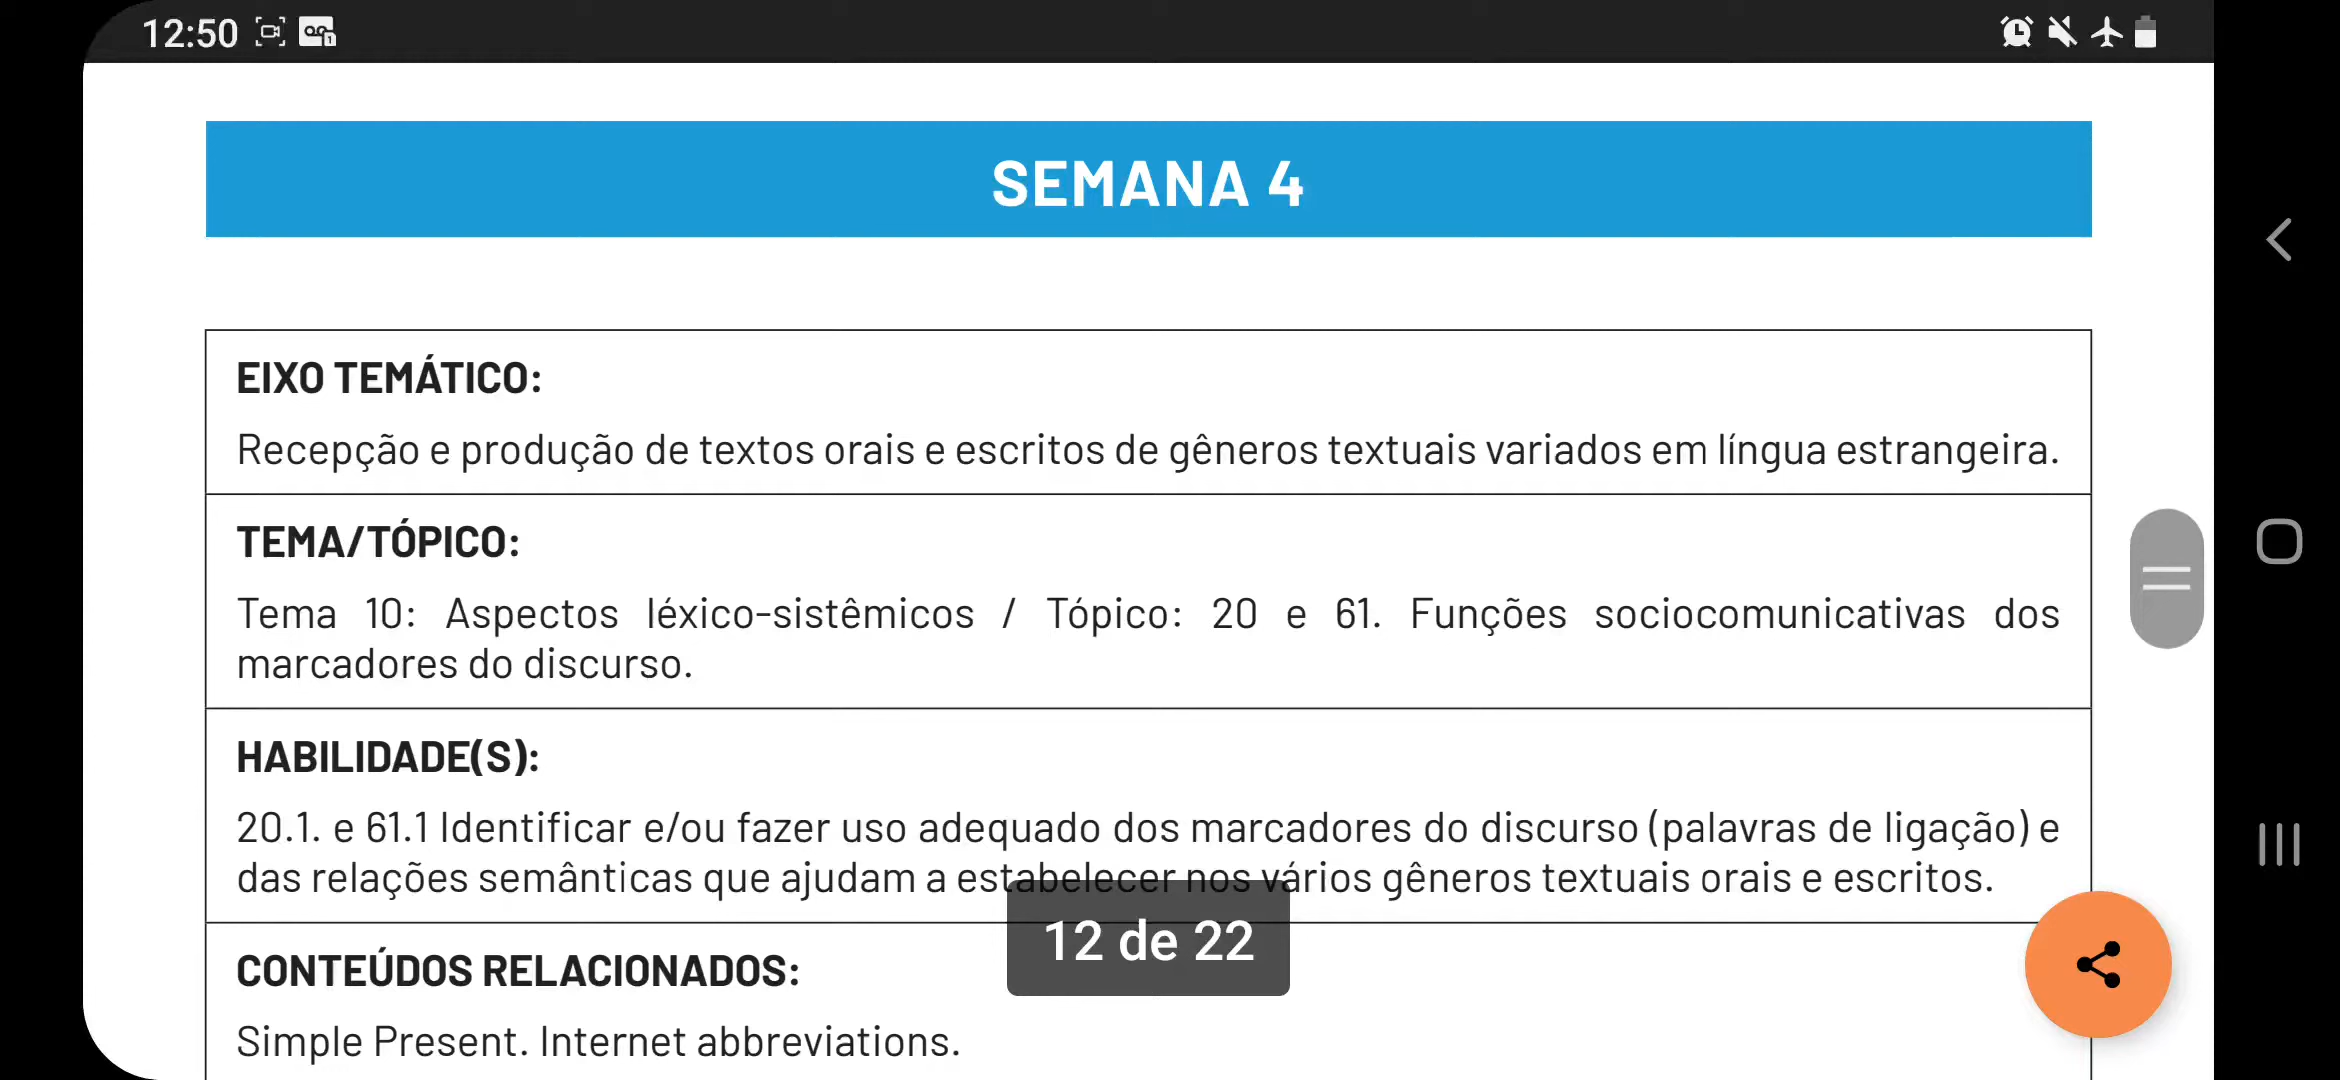 12:50
SEMANA 4
EIXO TEMÁTICO:
Recepção e produção de textos orais e escritos de gêneros textuais variados em língua estrangeira.
TEMA/TÓPICO:
Tema 10: Aspectos léxico-sistêmicos / Tópico: 20 e 61. Funções sociocomunicativas dos
marcadores do discurso.
HABILIDADE(S):
20.1. e 61.1 Identificar e/ou fazer uso adequado dos marcadores do discurso (palavras de ligação) e
das relações semânticas que ajudam a estabelecer nos vários gêneros textuais orais e escritos.
12 de 22
CONTEÚDOS RELACIONADOS:
Simple Present. Internet abbreviations.